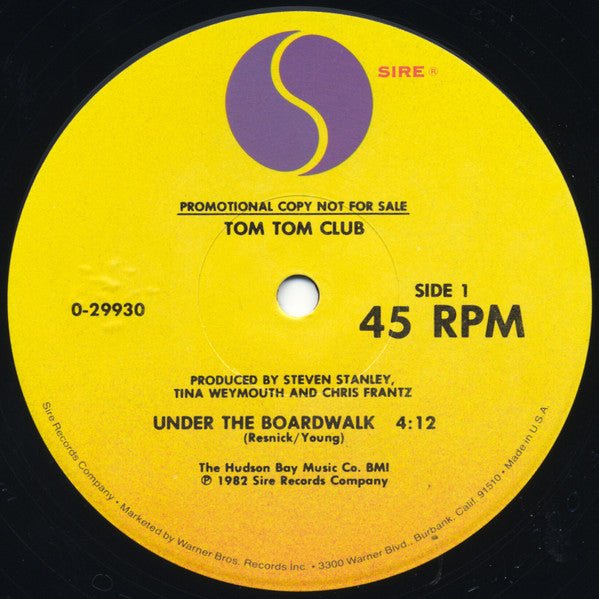 SIRE ®
PROMOTIONAL COPY NOT FOR SALE
TOM TOM CLUB
0-29930
SIDE 1
45 RPM
PRODUCED BY STEVEN STANLEY,
TINA WEYMOUTH AND CHRIS FRANTZ
UNDER THE BOARDWALK 4:12
(Resnick/Young)
The Hudson Bay Music Co. BMI
℗ 1982 Sire Records Company
Sire Records Company • Marketed by Warner Bros. Records Inc. • 3300 Warner Blvd., Burbank, Calif. 91510 • Made in U.S.A.